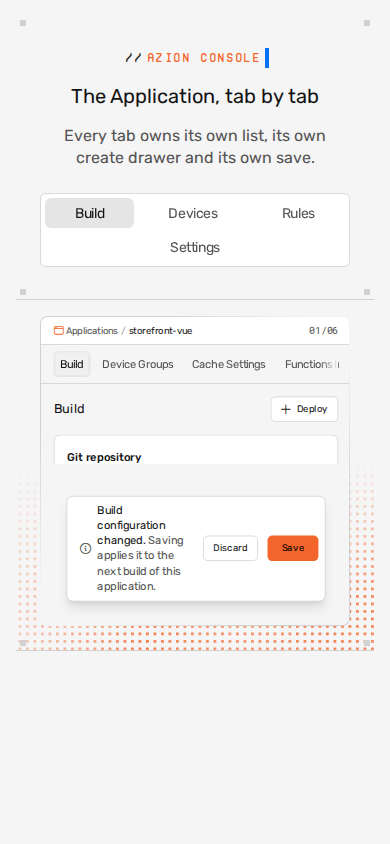 // AZION CONSOLE
The Application, tab by tab
Every tab owns its own list, its own
create drawer and its own save.
Build
Devices
Rules
Settings
Applications / storefront-vue
01/06
Build
Device Groups
Cache Settings
Functions
Build
+ Deploy
Git repository
Build
configuration
changed. Saving
applies it to the
next build of this
application.
Discard
Save